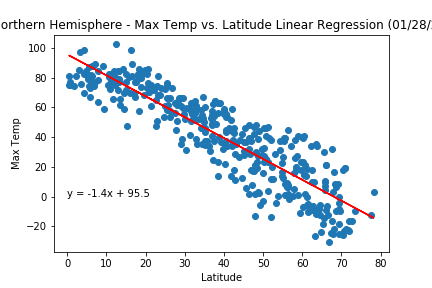 orthern Hemisphere - Max Temp vs. Latitude Linear Regression (01/28/
Max Temp
100
80
60
40
20
0
−20
y = -1.4x + 95.5
0 10 20 30 40 50 60 70 80
Latitude